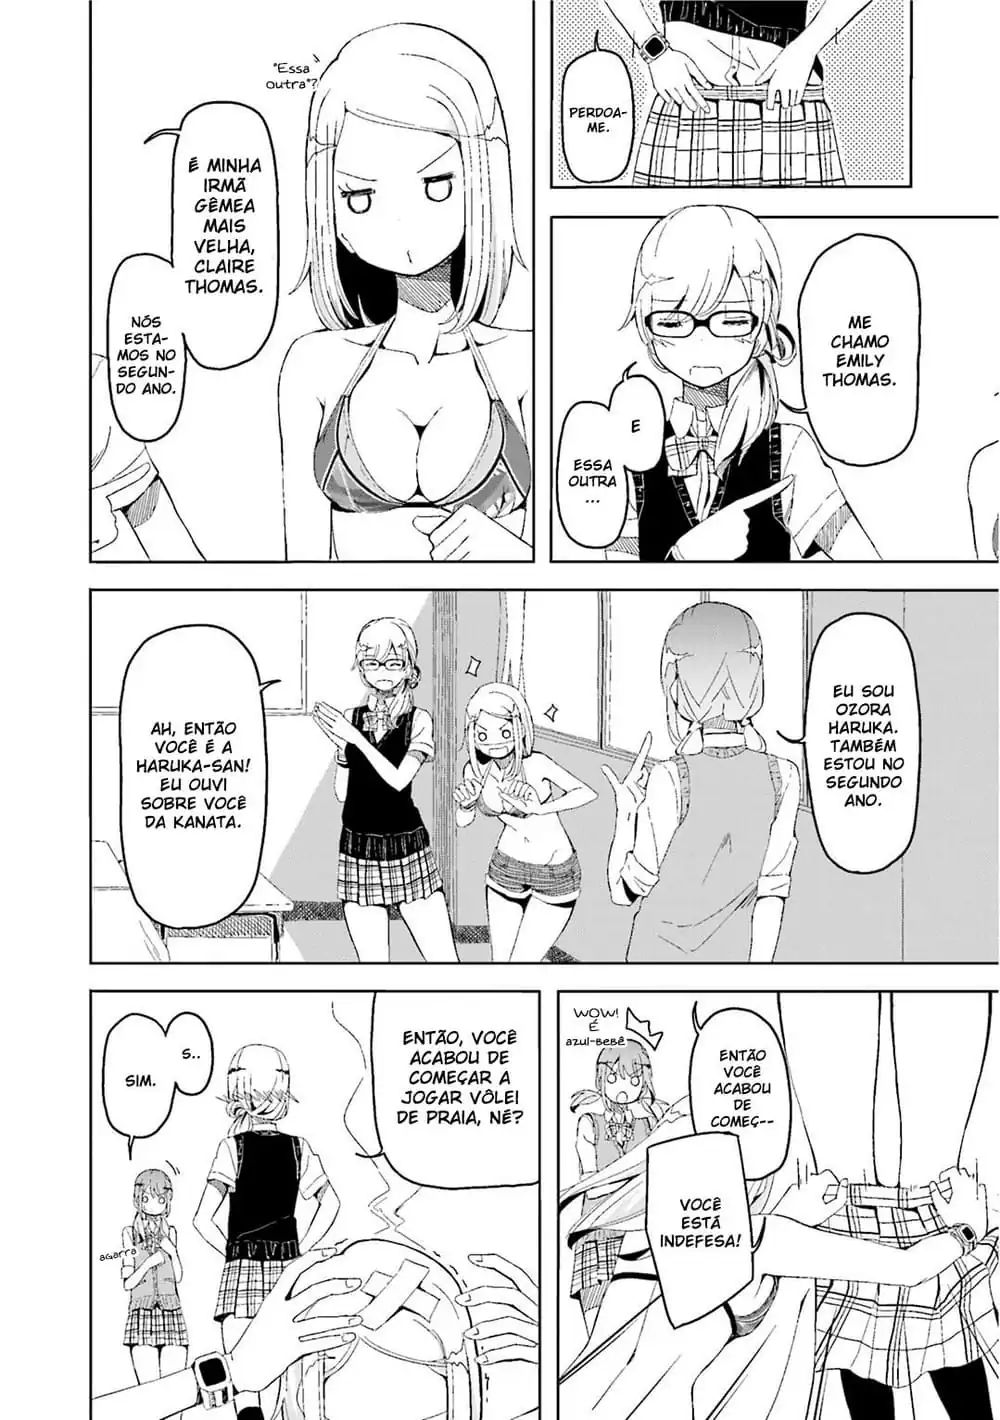 PERDOA-
ME.
ME
CHAMO
EMILY
THOMAS.
E
ESSA
OUTRA
...
"Essa
outra"?
É MINHA
IRMÃ
GÊMEA
MAIS
VELHA,
CLAIRE
THOMAS.
NÓS
ESTA-
MOS NO
SEGUN-
DO ANO.
EU SOU
OZORA
HARUKA.
TAMBÉM
ESTOU NO
SEGUNDO
ANO.
AH, ENTÃO
VOCÊ É A
HARUKA-SAN!
EU OUVI
SOBRE VOCÊ
DA KANATA.
WOW!
É
azul-bebê
ENTÃO
VOCÊ
ACABOU
DE
COMEÇ--
VOCÊ
ESTÁ
INDEFESA!
ENTÃO, VOCÊ
ACABOU DE
COMEÇAR A
JOGAR VÔLEI
DE PRAIA, NÉ?
S..
SIM.
agarra